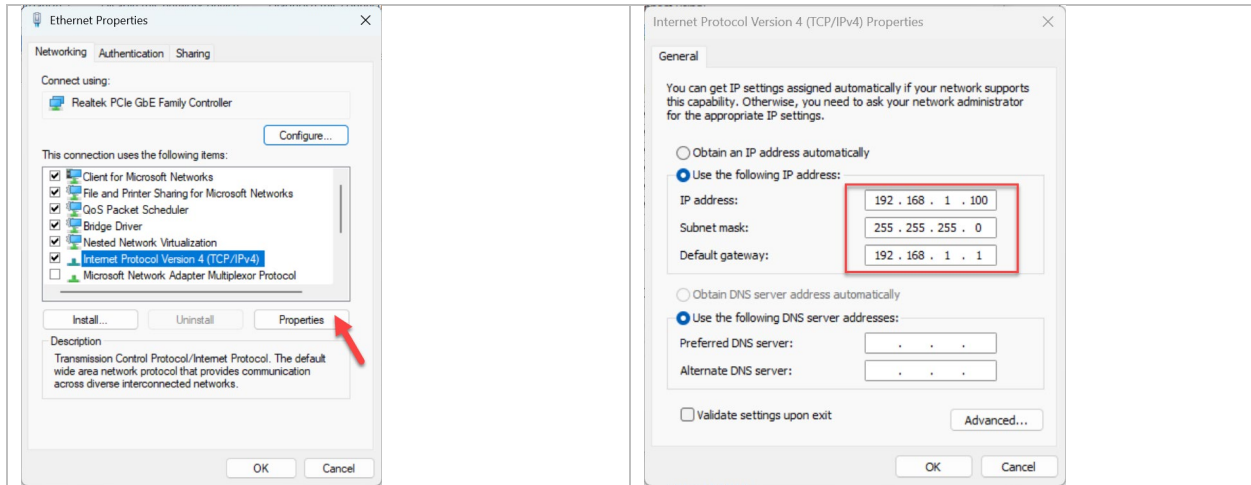 Ethernet Properties
Networking Authentication Sharing
Connect using:
Realtek PCIe GbE Family Controller
Configure...
This connection uses the following items:
Client for Microsoft Networks
File and Printer Sharing for Microsoft Networks
QoS Packet Scheduler
Bridge Driver
Nested Network Virtualization
Internet Protocol Version 4 (TCP/IPv4)
Microsoft Network Adapter Multiplexor Protocol
Install... Uninstall Properties
Description
Transmission Control Protocol/Internet Protocol. The default
wide area network protocol that provides communication
across diverse interconnected networks.
OK Cancel
Internet Protocol Version 4 (TCP/IPv4) Properties
General
You can get IP settings assigned automatically if your network supports
this capability. Otherwise, you need to ask your network administrator
for the appropriate IP settings.
Obtain an IP address automatically
Use the following IP address:
IP address: 192 . 168 . 1 . 100
Subnet mask: 255 . 255 . 255 . 0
Default gateway: 192 . 168 . 1 . 1
Obtain DNS server address automatically
Use the following DNS server addresses:
Preferred DNS server: . . .
Alternate DNS server: . . .
Validate settings upon exit
Advanced...
OK Cancel